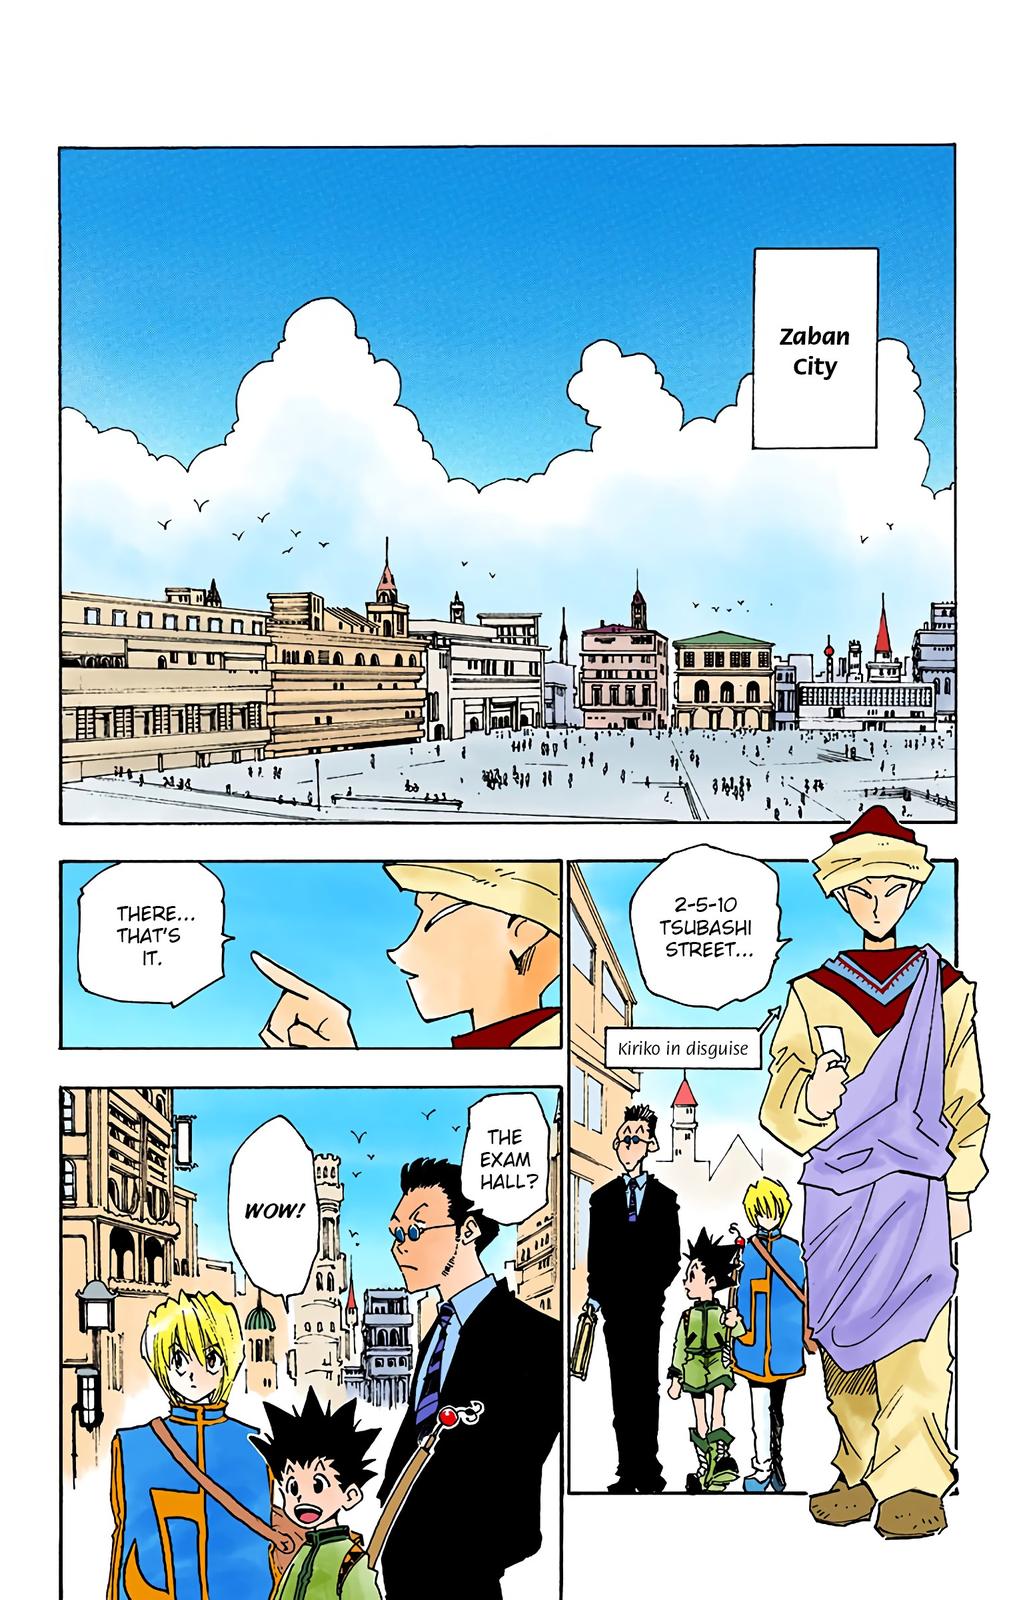 Zaban
City
2-5-10
TSUBASHI
STREET...
Kiriko in disguise
THERE...
THAT'S
IT.
THE
EXAM
HALL?
WOW!